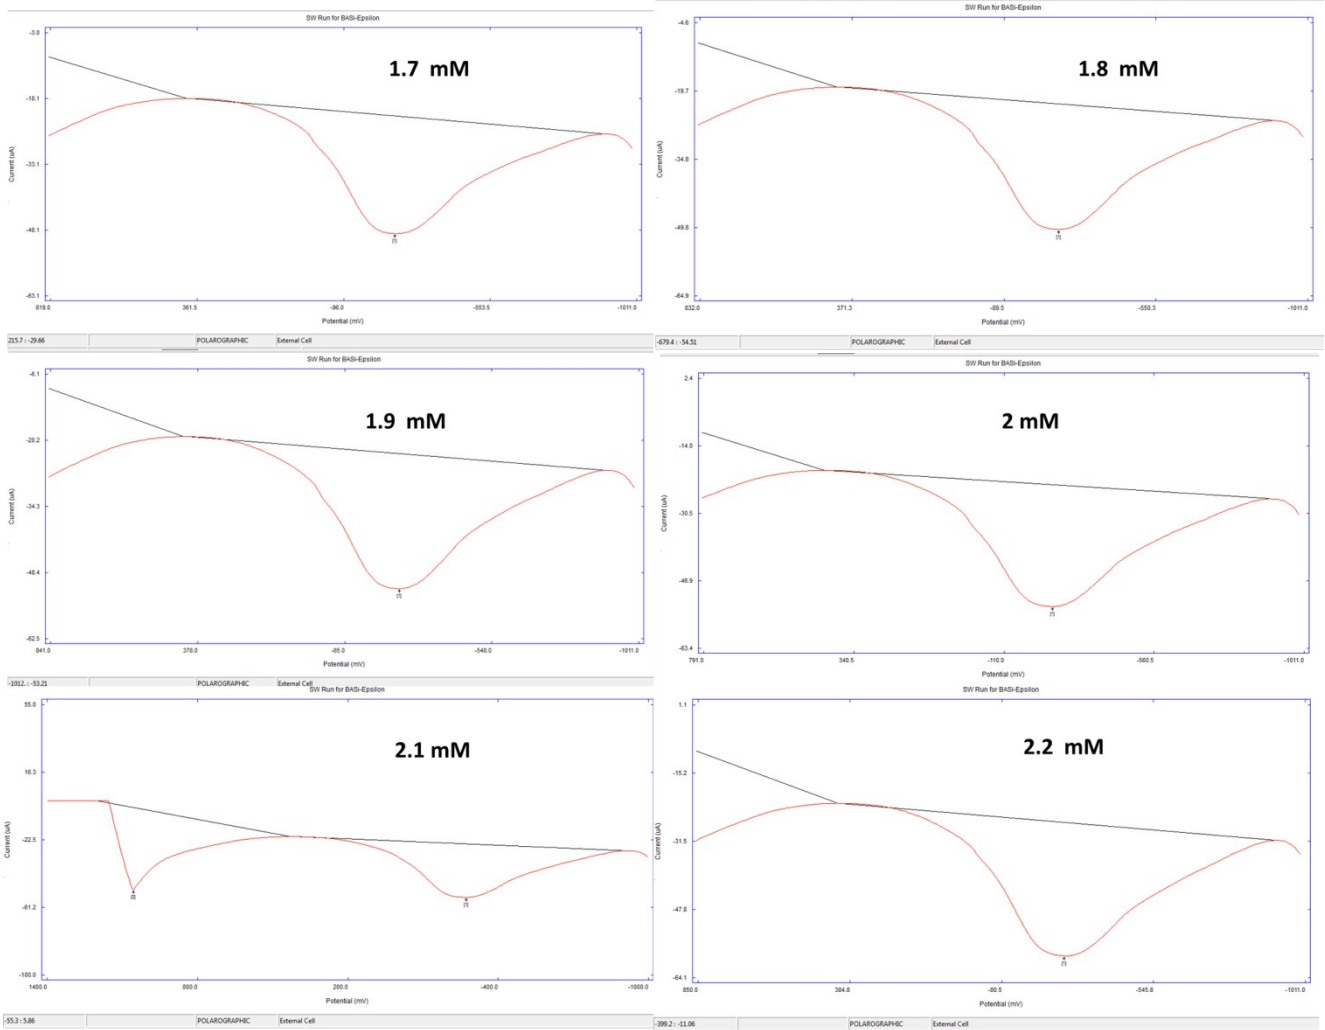 SW Run for BASi-Epsilon
1.7 mM
-3.0
-18.1
-33.1
-48.1
-63.1
Current (uA)
819.0 361.5 -96.0 -553.5 -1011.0
Potential (mV)
215.7 : -29.66 POLAROGRAPHIC External Cell
SW Run for BASi-Epsilon
1.8 mM
-4.6
-19.7
-34.8
-49.8
-64.9
Current (uA)
832.0 371.3 -89.5 -550.3 -1011.0
Potential (mV)
-679.4 : -54.51 POLAROGRAPHIC External Cell
SW Run for BASi-Epsilon
1.9 mM
-6.1
-20.2
-34.3
-48.4
-62.5
Current (uA)
841.0 378.0 -85.0 -548.0 -1011.0
Potential (mV)
-1012. : -53.21 POLAROGRAPHIC External Cell
SW Run for BASi-Epsilon
2 mM
2.4
-14.0
-30.5
-46.9
-63.4
Current (uA)
791.0 340.5 -110.0 -560.5 -1011.0
Potential (mV)
SW Run for BASi-Epsilon
2.1 mM
55.0
16.3
-22.5
-61.2
-100.0
Current (uA)
1400.0 800.0 200.0 -400.0 -1000.0
Potential (mV)
-55.3 : 5.86 POLAROGRAPHIC External Cell
SW Run for BASi-Epsilon
2.2 mM
1.1
-15.2
-31.5
-47.8
-64.1
Current (uA)
850.0 384.8 -80.5 -545.8 -1011.0
Potential (mV)
-399.2 : -11.06 POLAROGRAPHIC External Cell